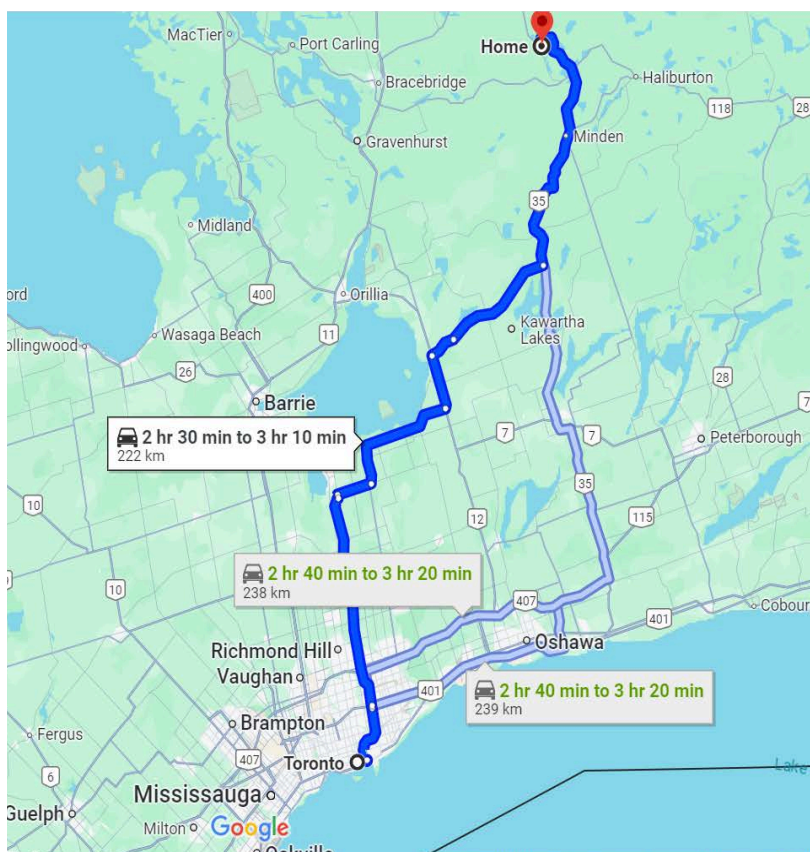 MacTier
Port Carling
Home
Bracebridge
Haliburton
118
28
Gravenhurst
Minden
35
Midland
400
Orillia
ord
Wasaga Beach
11
Kawartha
Lakes
ollingwood
26
28
Barrie
2 hr 30 min to 3 hr 10 min
222 km
7
7
7
Peterborough
35
10
12
115
2 hr 40 min to 3 hr 20 min
238 km
10
407
401
Cobour
Richmond Hill
Oshawa
Vaughan
401
2 hr 40 min to 3 hr 20 min
239 km
Brampton
Fergus
407
Toronto
Lake
6
Mississauga
Guelph
Milton
Google
Oakville